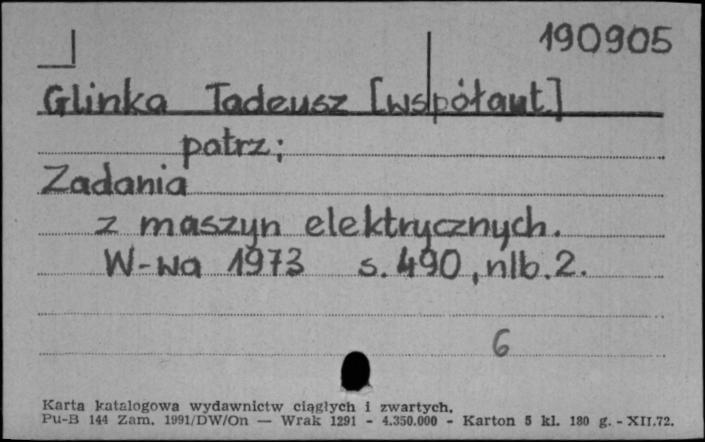 190905
Glinka Tadeusz [współaut.]
patrz;
Zadania
z maszyn elektrycznych.
W-wa 1973 s. 490, nlb. 2.
6
Karta katalogowa wydawnictw ciągłych i zwartych.
Pu-B 144 Zam. 1991/DW/On — Wrak 1291 - 4.350.000 - Karton 5 kl. 180 g. - XII.72.